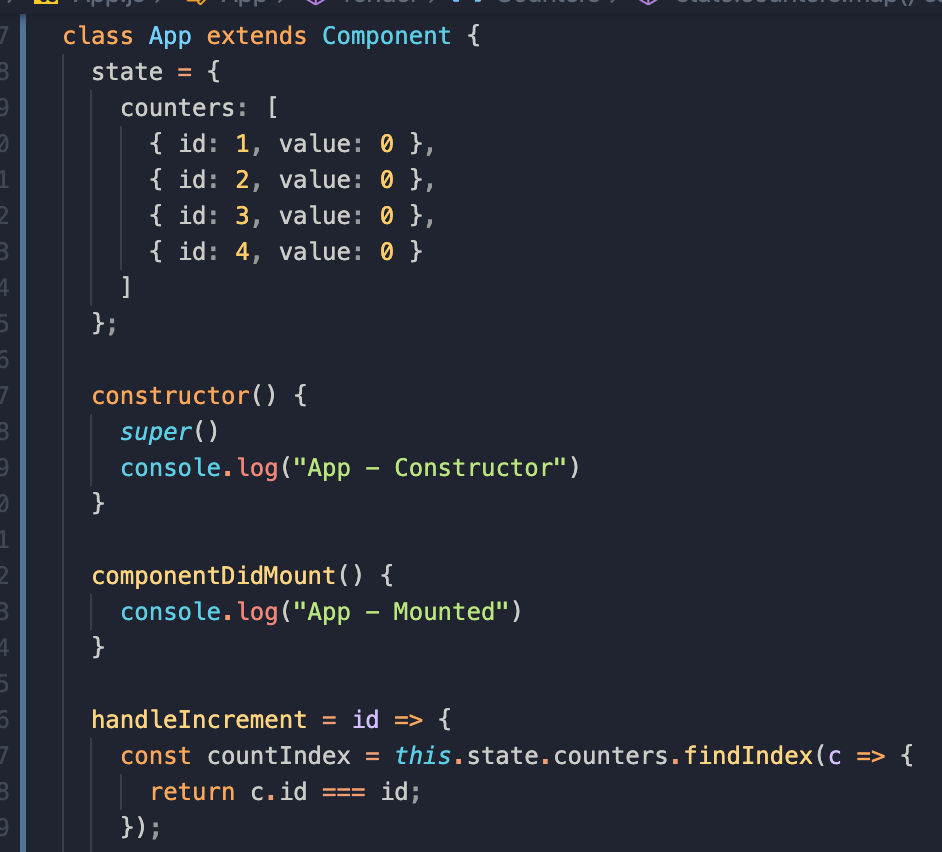 class App extends Component {
state = {
counters: [
{ id: 1, value: 0 },
{ id: 2, value: 0 },
{ id: 3, value: 0 },
{ id: 4, value: 0 }
]
};
constructor() {
super()
console.log("App – Constructor")
}
componentDidMount() {
console.log("App – Mounted")
}
handleIncrement = id => {
const countIndex = this.state.counters.findIndex(c => {
return c.id === id;
});